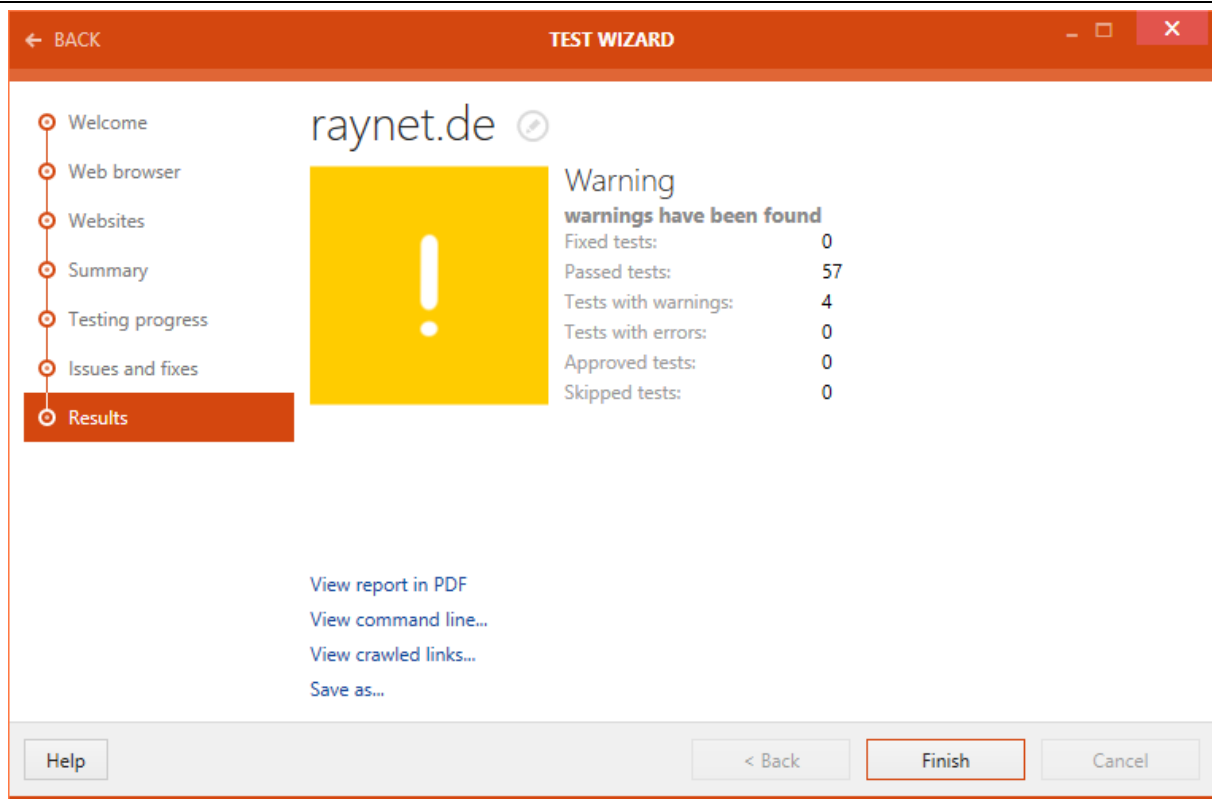 ← BACK
TEST WIZARD
Welcome
Web browser
Websites
Summary
Testing progress
Issues and fixes
Results
raynet.de
Warning
warnings have been found
Fixed tests: 0
Passed tests: 57
Tests with warnings: 4
Tests with errors: 0
Approved tests: 0
Skipped tests: 0
View report in PDF
View command line...
View crawled links...
Save as...
Help
< Back
Finish
Cancel